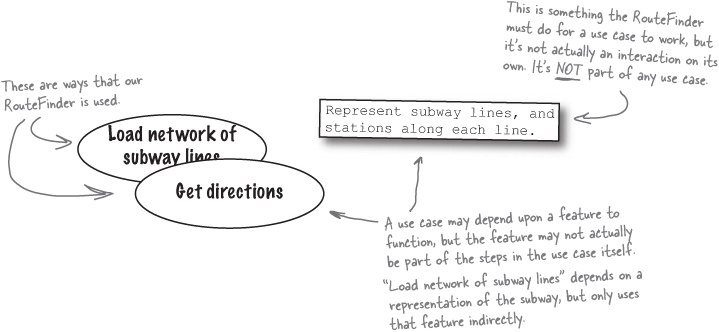 This is something the RouteFinder
must do for a use case to work, but
it's not actually an interaction on its
own. It's NOT part of any use case.
These are ways that our
RouteFinder is used.
Represent subway lines, and
stations along each line.
Load network of
subway lines
Get directions
A use case may depend upon a feature to
function, but the feature may not actually
be part of the steps in the use case itself.
"Load network of subway lines" depends on a
representation of the subway, but only uses
that feature indirectly.